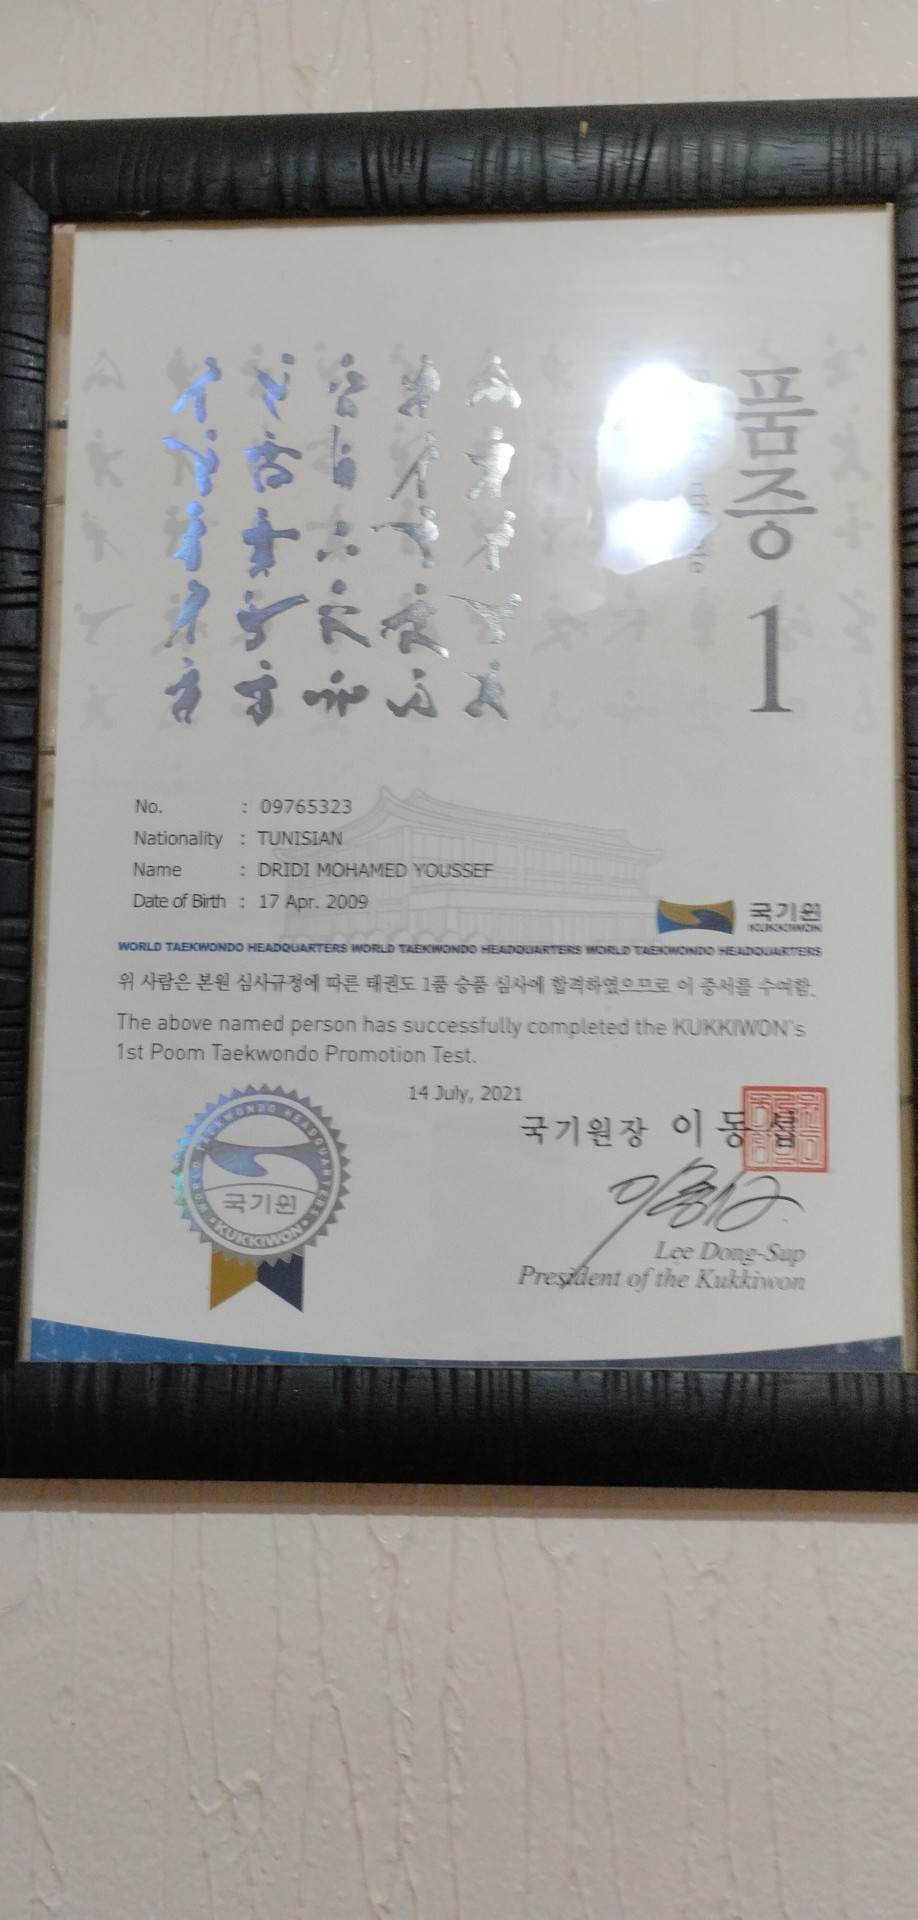 품증
1
No. : 09765323
Nationality : TUNISIAN
Name : DRIDI MOHAMED YOUSSEF
Date of Birth : 17 Apr. 2009
국기원
KUKKIWON
WORLD TAEKWONDO HEADQUARTERS WORLD TAEKWONDO HEADQUARTERS WORLD TAEKWONDO HEADQUARTERS
위 사람은 본원 심사규정에 따른 태권도 1품 승품 심사에 합격하였으므로 이 증서를 수여함.
The above named person has successfully completed the KUKKIWON's
1st Poom Taekwondo Promotion Test.
14 July, 2021
국기원장 이동섭
Lee Dong-Sup
President of the Kukkiwon
WORLD TAEKWONDO HEADQUARTERS
국기원
KUKKIWON